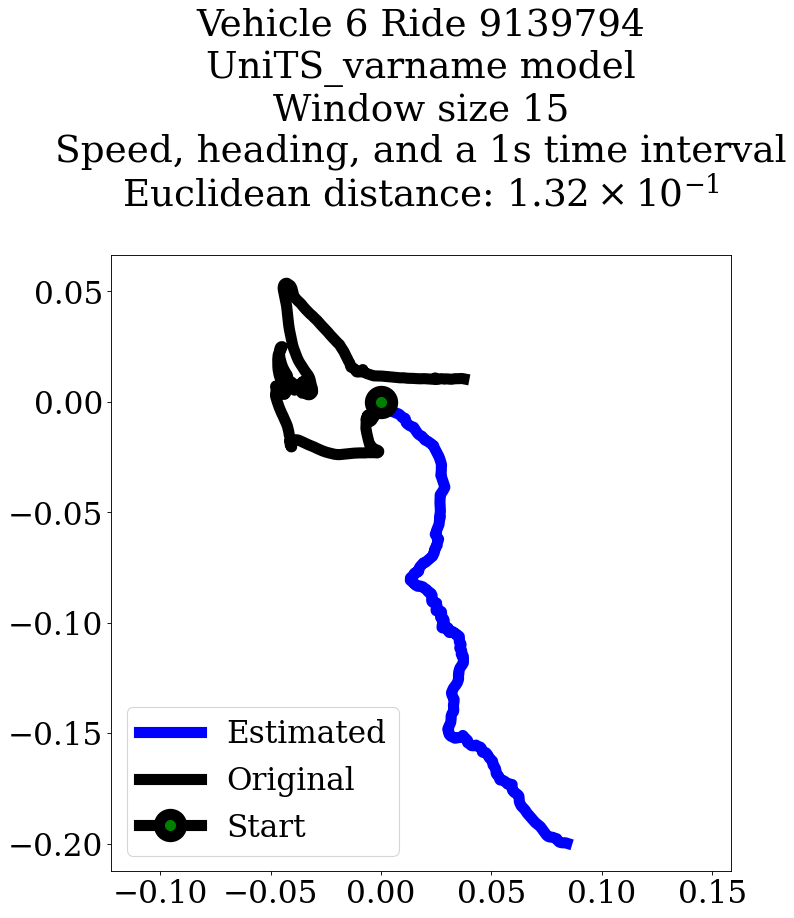 Vehicle 6 Ride 9139794
UniTS_varname model
Window size 15
Speed, heading, and a 1s time interval
Euclidean distance: 1.32 × 10⁻¹
0.05
0.00
−0.05
−0.10
−0.15
−0.20
Estimated
Original
Start
−0.10 −0.05 0.00 0.05 0.10 0.15